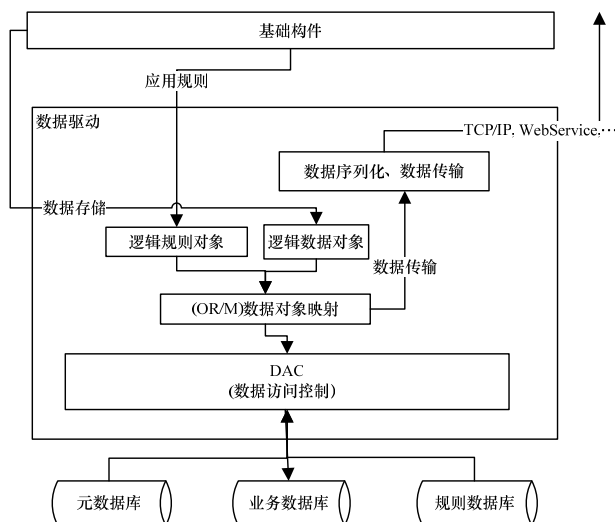 基础构件
应用规则
数据驱动
TCP/IP, WebService,…
数据序列化、数据传输
数据存储
逻辑规则对象
逻辑数据对象
数据传输
(OR/M)数据对象映射
DAC
(数据访问控制)
元数据库
业务数据库
规则数据库